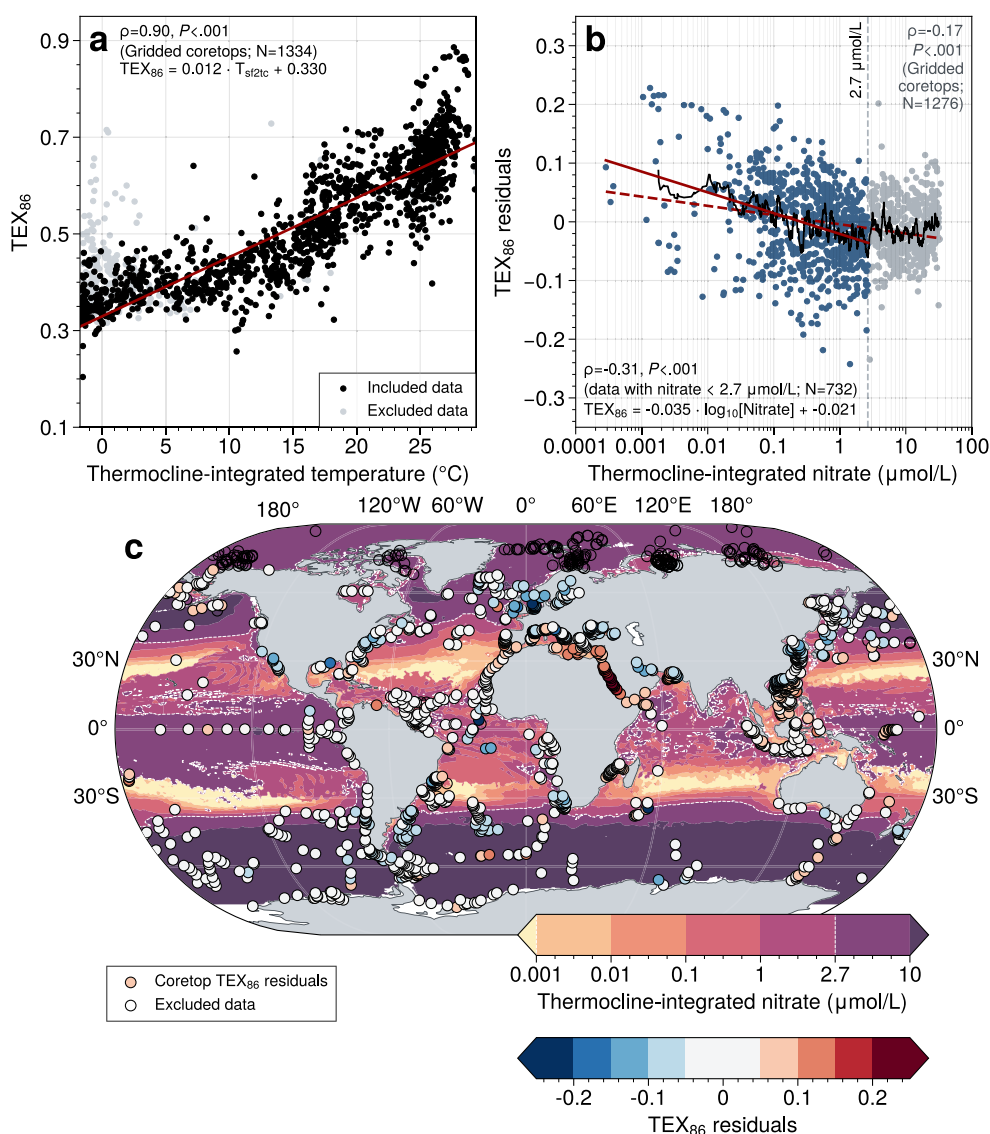 a
ρ=0.90, P<.001
(Gridded coretops; N=1334)
TEX₈₆ = 0.012 · Tsf2tc + 0.330
0.9
0.7
0.5
0.3
0.1
TEX₈₆
Included data
Excluded data
0 5 10 15 20 25
Thermocline-integrated temperature (°C)
b
2.7 μmol/L
ρ=-0.17
P<.001
(Gridded
coretops;
N=1276)
0.3
0.2
0.1
0
−0.1
−0.2
−0.3
TEX₈₆ residuals
ρ=-0.31, P<.001
(data with nitrate < 2.7 μmol/L; N=732)
TEX₈₆ = -0.035 · log₁₀[Nitrate] + -0.021
0.0001 0.001 0.01 0.1 1 10 100
Thermocline-integrated nitrate (μmol/L)
180° 120°W 60°W 0° 60°E 120°E 180°
c
30°N 30°N
0° 0°
30°S 30°S
Coretop TEX₈₆ residuals
Excluded data
0.001 0.01 0.1 1 2.7 10
Thermocline-integrated nitrate (μmol/L)
-0.2 -0.1 0 0.1 0.2
TEX₈₆ residuals